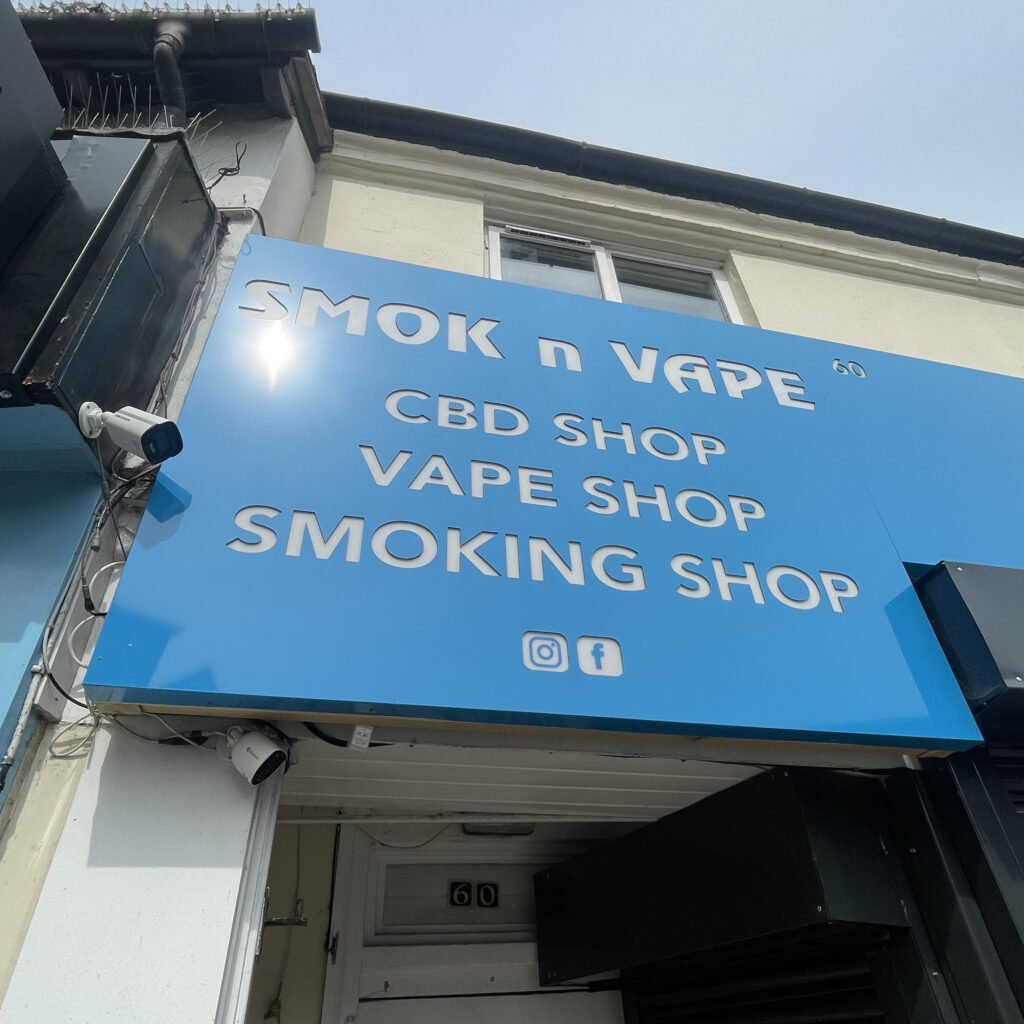 SMOK n VAPE 60
CBD SHOP
VAPE SHOP
SMOKING SHOP
60